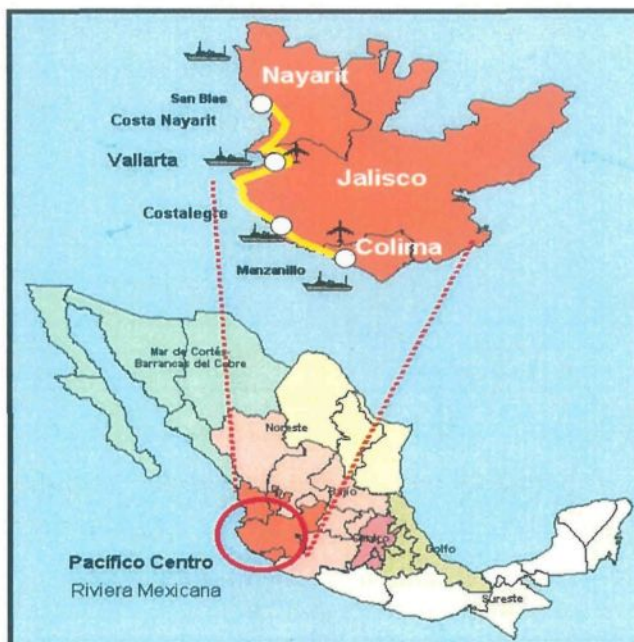 Nayarit
San Blas
Costa Nayarit
Vallarta
Jalisco
Costalegre
Colima
Manzanillo
Mar de Cortés-
Barrancas del Cobre
Noreste
Bajío
Golfo
Pacífico Centro
Riviera Mexicana
Sureste